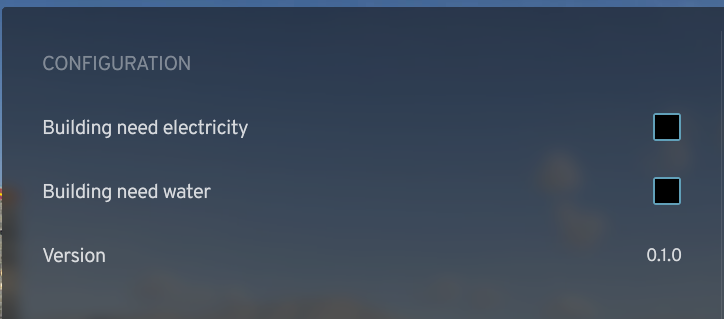 CONFIGURATION
Building need electricity
Building need water
Version 0.1.0